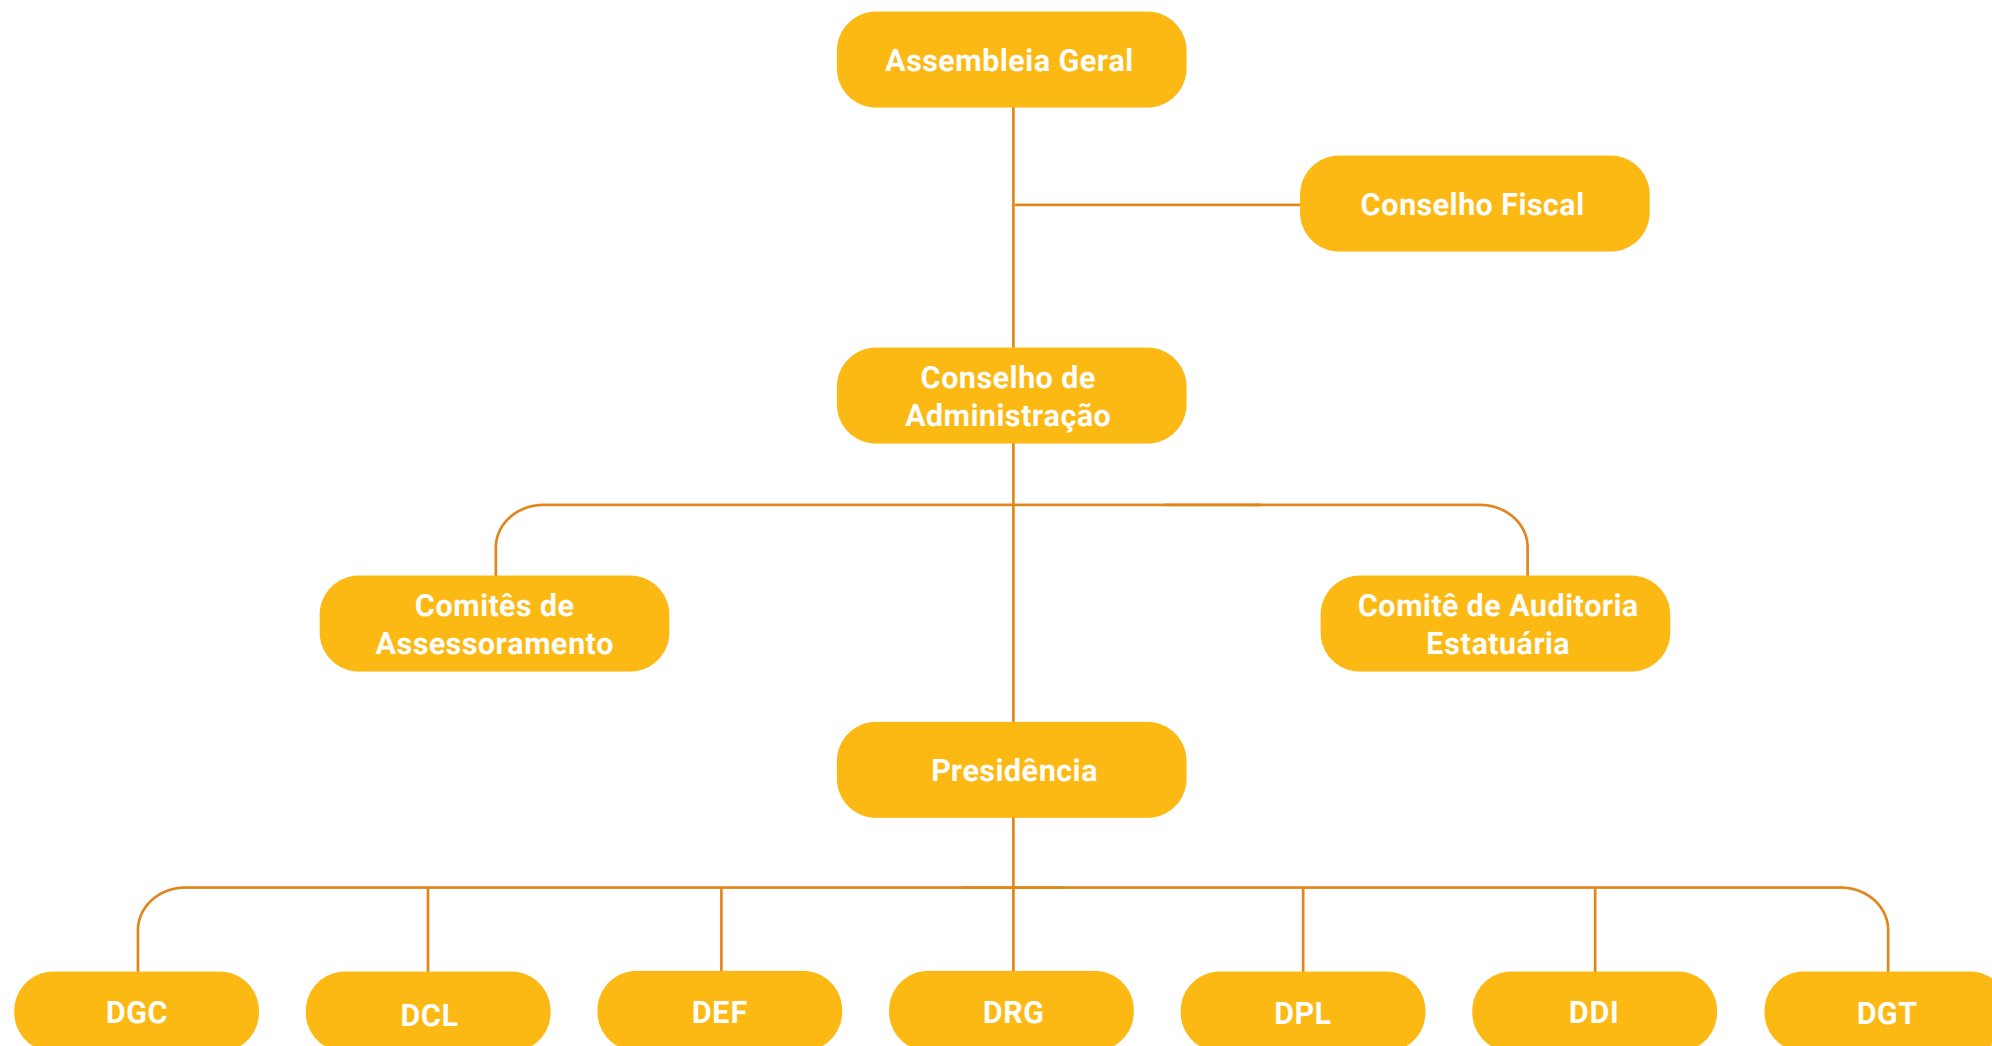 Assembleia Geral
Conselho Fiscal
Conselho de
Administração
Comitês de
Assessoramento
Comitê de Auditoria
Estatuária
Presidência
DGC
DCL
DEF
DRG
DPL
DDI
DGT